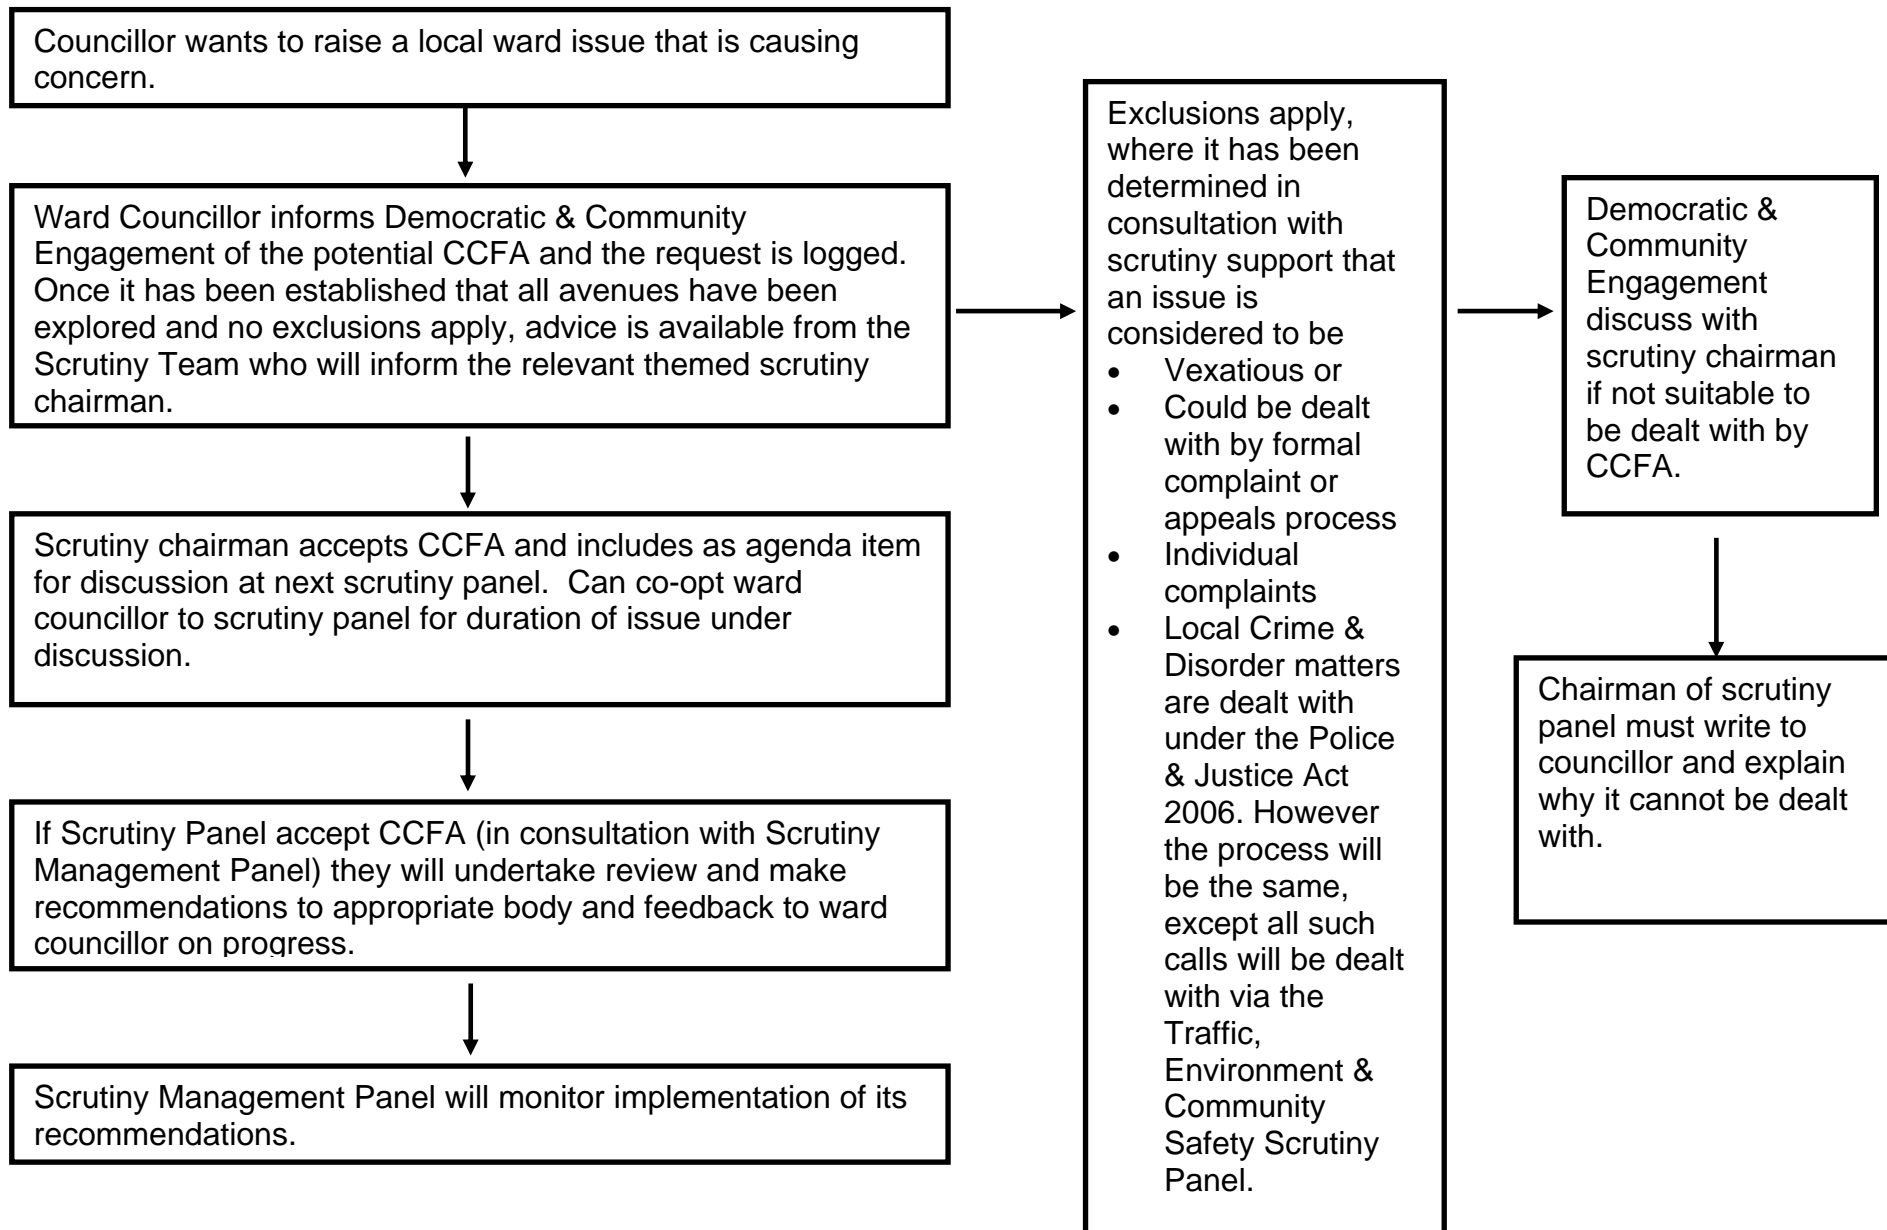 Councillor wants to raise a local ward issue that is causing
concern.
Ward Councillor informs Democratic & Community
Engagement of the potential CCFA and the request is logged.
Once it has been established that all avenues have been
explored and no exclusions apply, advice is available from the
Scrutiny Team who will inform the relevant themed scrutiny
chairman.
Scrutiny chairman accepts CCFA and includes as agenda item
for discussion at next scrutiny panel.  Can co-opt ward
councillor to scrutiny panel for duration of issue under
discussion.
If Scrutiny Panel accept CCFA (in consultation with Scrutiny
Management Panel) they will undertake review and make
recommendations to appropriate body and feedback to ward
councillor on progress.
Scrutiny Management Panel will monitor implementation of its
recommendations.
Exclusions apply,
where it has been
determined in
consultation with
scrutiny support that
an issue is
considered to be
• Vexatious or
• Could be dealt
with by formal
complaint or
appeals process
• Individual
complaints
• Local Crime &
Disorder matters
are dealt with
under the Police
& Justice Act
2006. However
the process will
be the same,
except all such
calls will be dealt
with via the
Traffic,
Environment &
Community
Safety Scrutiny
Panel.
Democratic &
Community
Engagement
discuss with
scrutiny chairman
if not suitable to
be dealt with by
CCFA.
Chairman of scrutiny
panel must write to
councillor and explain
why it cannot be dealt
with.